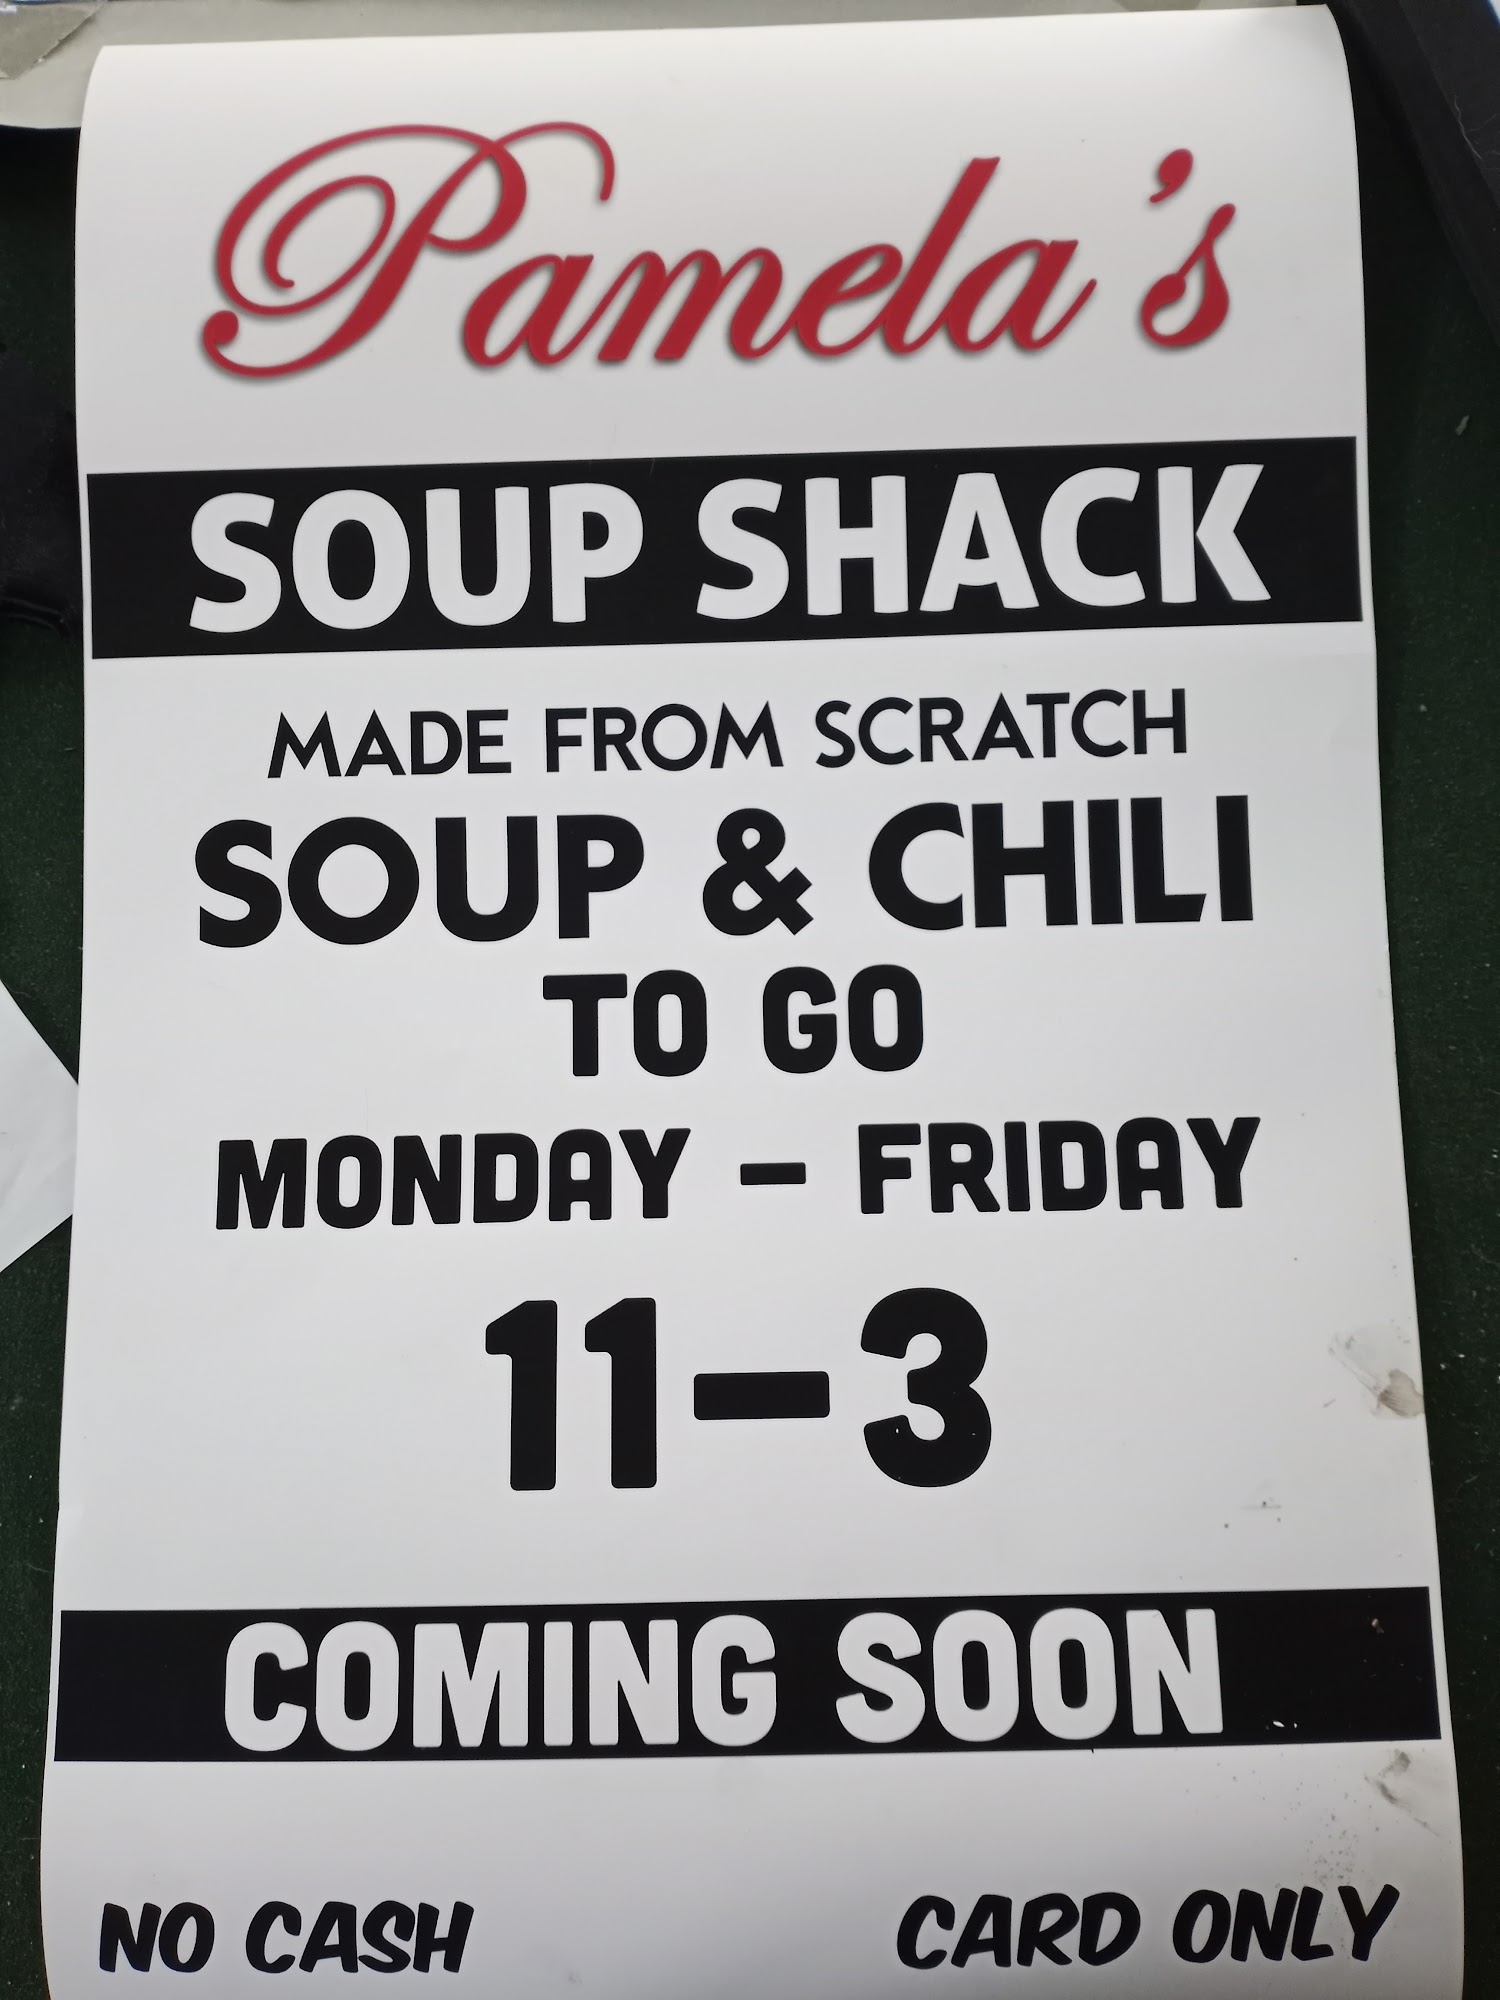 Pamela's
SOUP SHACK
MADE FROM SCRATCH
SOUP & CHILI
TO GO
MONDAY - FRIDAY
11-3
COMING SOON
NO CASH CARD ONLY